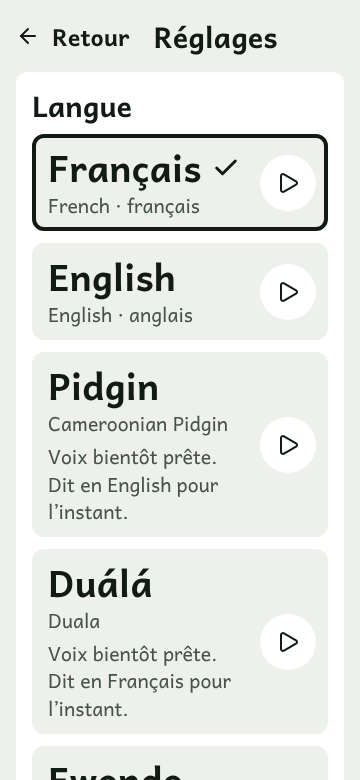 Retour Réglages
Langue
Français
French · français
English
English · anglais
Pidgin
Cameroonian Pidgin
Voix bientôt prête.
Dit en English pour
l’instant.
Duálá
Duala
Voix bientôt prête.
Dit en Français pour
l’instant.